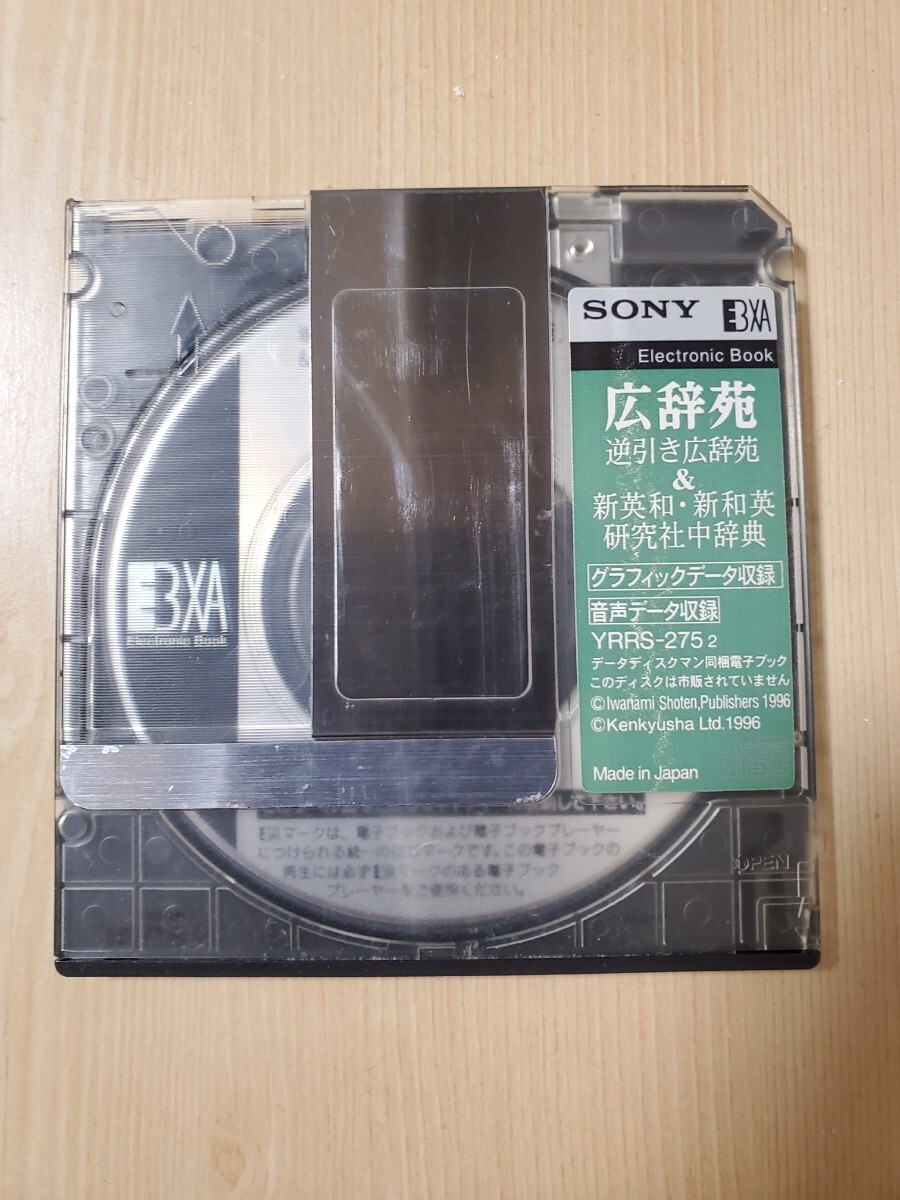 SONY EBXA
Electronic Book
広辞苑
逆引き広辞苑
&
新英和・新和英
研究社中辞典
グラフィックデータ収録
音声データ収録
YRRS-275 2
データディスクマン同梱電子ブック
このディスクは市販されていません
©Iwanami Shoten,Publishers 1996
©Kenkyusha Ltd.1996
Made in Japan
EBXA
Electronic Book
して下さい。
マークは、電子ブックおよび電子ブックプレーヤー
につけられる統一のマークです。この電子ブックの
再生には必ずマークのある電子ブック
プレーヤーをご使用ください。
OPEN
disc